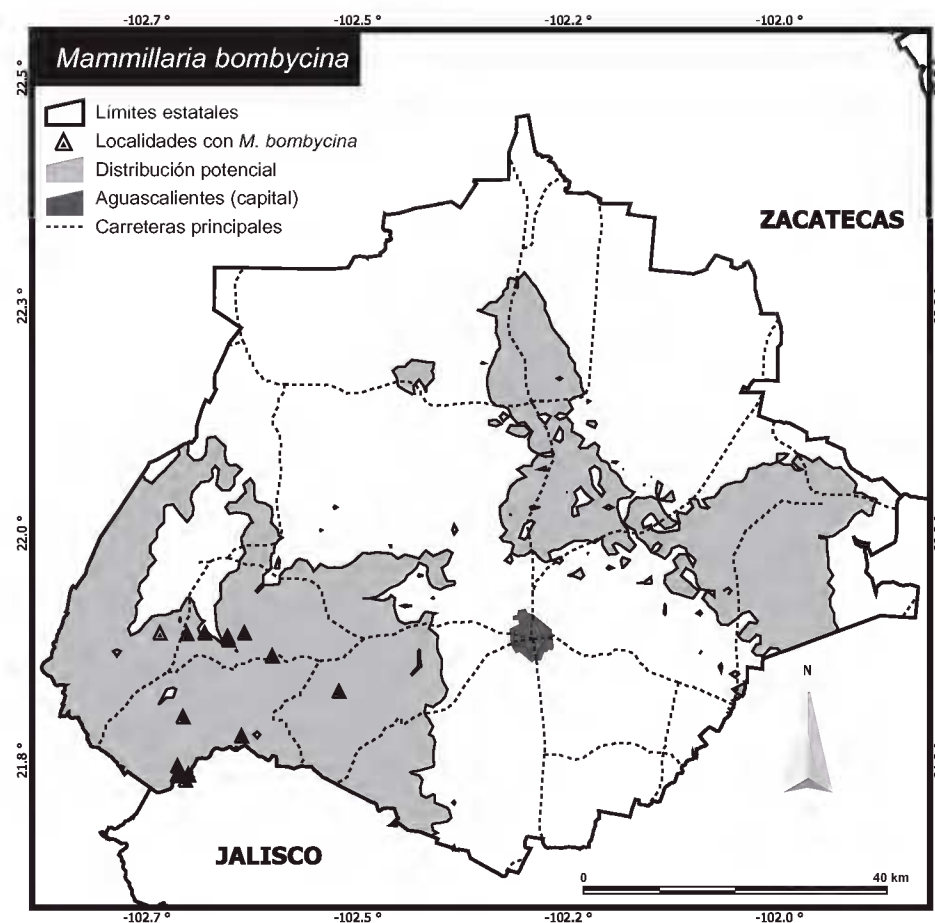 -102.7 °
-102.5 °
-102.2 °
-102.0 °
Mammillaria bombycina
22.5 °
Límites estatales
Localidades con M. bombycina
Distribución potencial
Aguascalientes (capital)
Carreteras principales
ZACATECAS
22.3 °
22.0 °
N
21.8 °
JALISCO
0 40 km
-102.7 °
-102.5 °
-102.2 °
-102.0 °